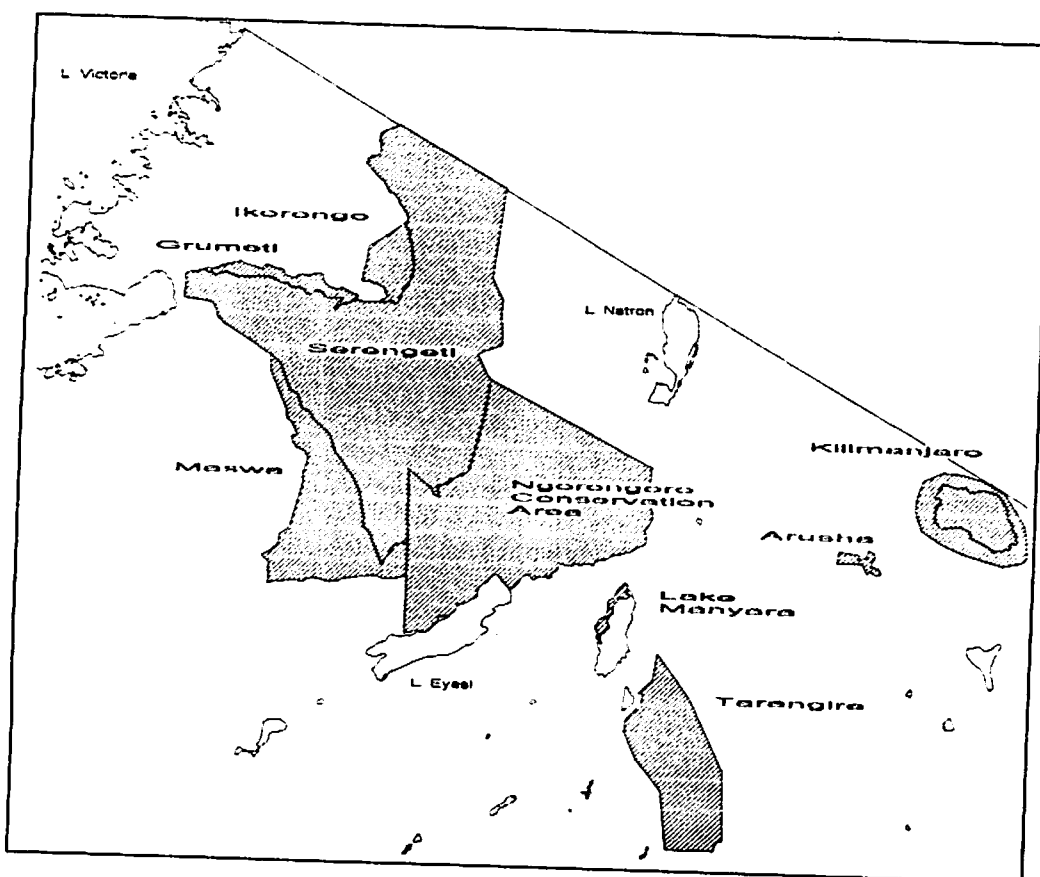 L. Victoria
Ikorongo
Grumeti
L. Natron
Serengeti
Kilimanjaro
Maswa
Ngorongoro
Conservation
Area
Arusha
Lake
Manyara
L. Eyasi
Tarangire